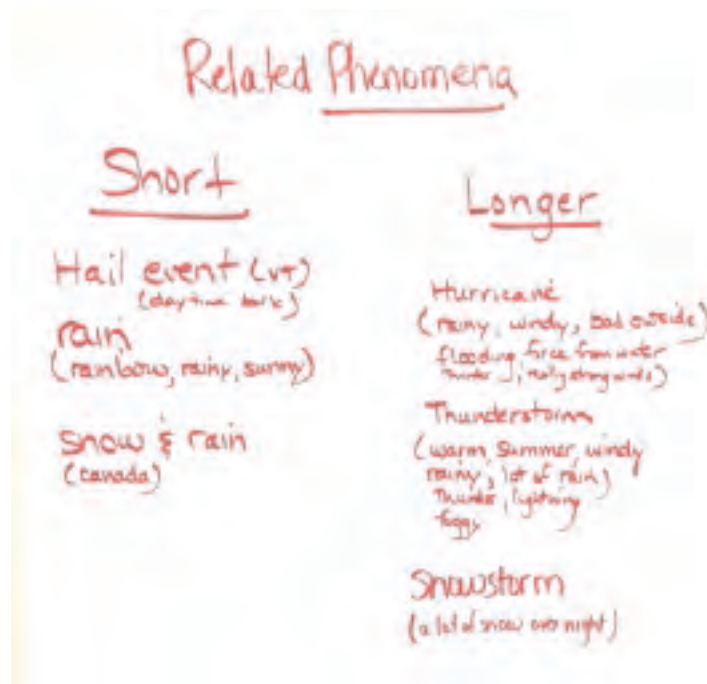 Related Phenomena
Short
Hail event (VT)
(daytime
rain
(rainbow, rainy, sunny)
snow & rain
(canada)
Longer
Hurricane
(rainy, windy, bad outside)
flooding, force from water
thunder, really strong winds)
Thunderstorm
(warm, summer, windy
rainy, lot of rain)
Thunder, lightning
foggy
Snowstorm
(a lot of snow over night)